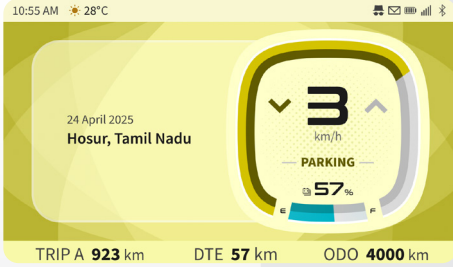 10:55 AM 28°C
24 April 2025
Hosur, Tamil Nadu
3
km/h
PARKING
57%
E F
TRIP A 923 km DTE 57 km ODO 4000 km